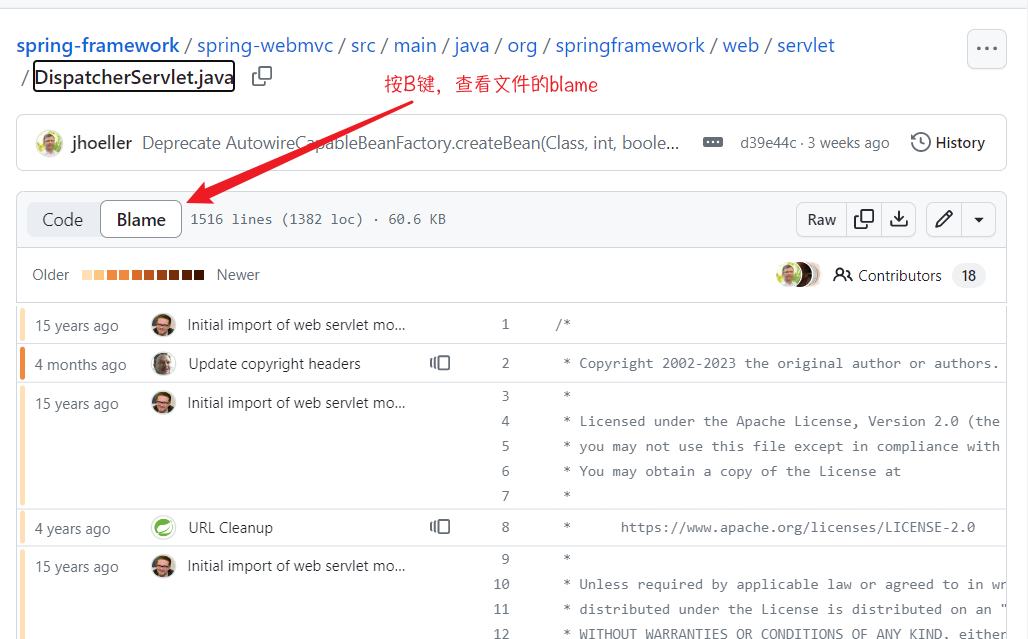 spring-framework / spring-webmvc / src / main / java / org / springframework / web / servlet
/ DispatcherServlet.java
按B键，查看文件的blame
jhoeller Deprecate AutowireCapableBeanFactory.createBean(Class, int, boole... d39e44c · 3 weeks ago History
Code Blame 1516 lines (1382 loc) · 60.6 KB Raw
Older Newer Contributors 18
15 years ago Initial import of web servlet mo... 1 /*
4 months ago Update copyright headers 2 * Copyright 2002-2023 the original author or authors.
15 years ago Initial import of web servlet mo... 3 *
4 * Licensed under the Apache License, Version 2.0 (the
5 * you may not use this file except in compliance with
6 * You may obtain a copy of the License at
7 *
4 years ago URL Cleanup 8 * https://www.apache.org/licenses/LICENSE-2.0
15 years ago Initial import of web servlet mo... 9 *
10 * Unless required by applicable law or agreed to in wr
11 * distributed under the License is distributed on an "
12 * WITHOUT WARRANTIES OR CONDITIONS OF ANY KIND, either